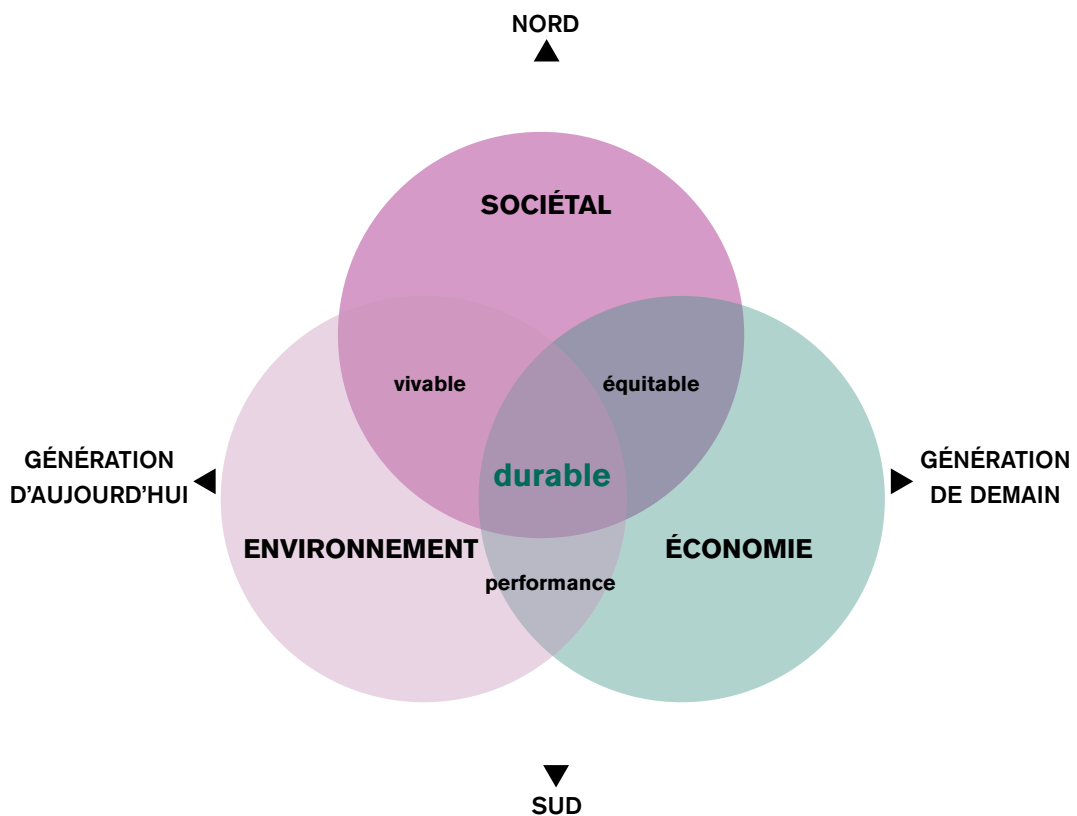 NORD
SOCIÉTAL
vivable
équitable
GÉNÉRATION
D'AUJOURD'HUI
durable
GÉNÉRATION
DE DEMAIN
ENVIRONNEMENT
ÉCONOMIE
performance
SUD